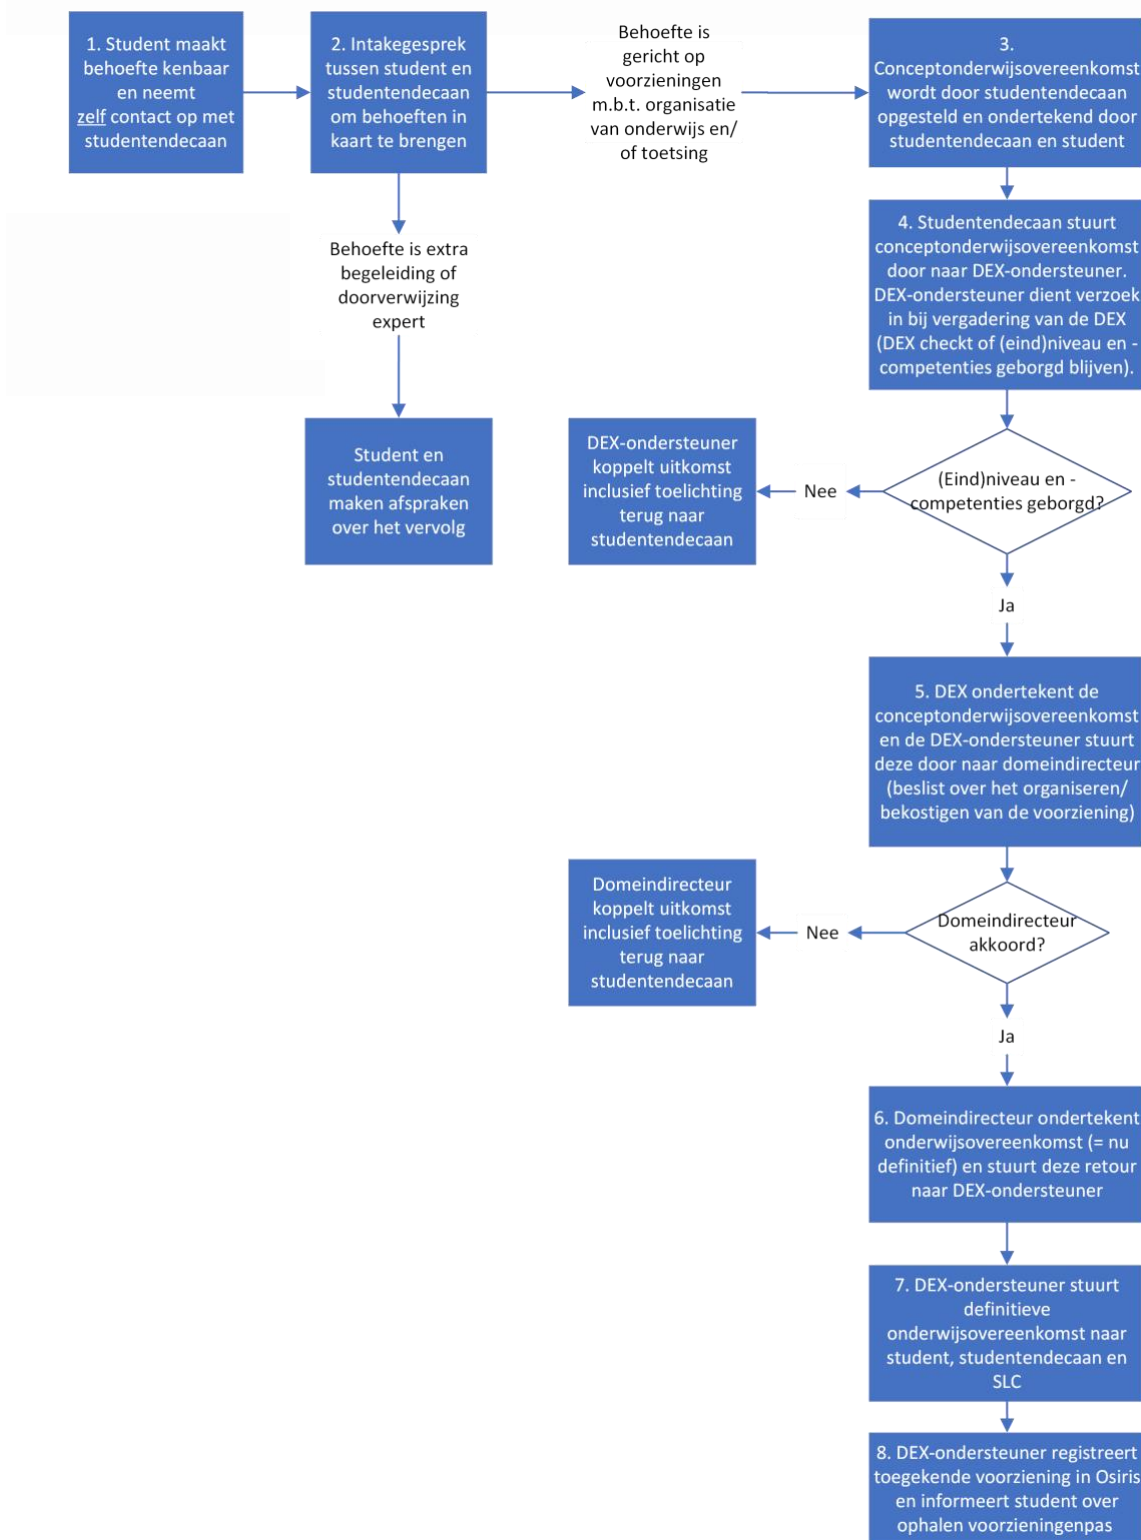 1. Student maakt
behoefte kenbaar
en neemt
zelf contact op met
studentendecaan
2. Intakegesprek
tussen student en
studentendecaan
om behoeften in
kaart te brengen
Behoefte is
gericht op
voorzieningen
m.b.t. organisatie
van onderwijs en/
of toetsing
3.
Conceptonderwijsovereenkomst
wordt door studentendecaan
opgesteld en ondertekend door
studentendecaan en student
Behoefte is extra
begeleiding of
doorverwijzing
expert
Student en
studentendecaan
maken afspraken
over het vervolg
4. Studentendecaan stuurt
conceptonderwijsovereenkomst
door naar DEX-ondersteuner.
DEX-ondersteuner dient verzoek
in bij vergadering van de DEX
(DEX checkt of (eind)niveau en -
competenties geborgd blijven).
(Eind)niveau en -
competenties geborgd?
Nee
DEX-ondersteuner
koppelt uitkomst
inclusief toelichting
terug naar
studentendecaan
Ja
5. DEX ondertekent de
conceptonderwijsovereenkomst
en de DEX-ondersteuner stuurt
deze door naar domeindirecteur
(beslist over het organiseren/
bekostigen van de voorziening)
Domeindirecteur
akkoord?
Nee
Domeindirecteur
koppelt uitkomst
inclusief toelichting
terug naar
studentendecaan
Ja
6. Domeindirecteur ondertekent
onderwijsovereenkomst (= nu
definitief) en stuurt deze retour
naar DEX-ondersteuner
7. DEX-ondersteuner stuurt
definitieve
onderwijsovereenkomst naar
student, studentendecaan en
SLC
8. DEX-ondersteuner registreert
toegekende voorziening in Osiris
en informeert student over
ophalen voorzieningenpas